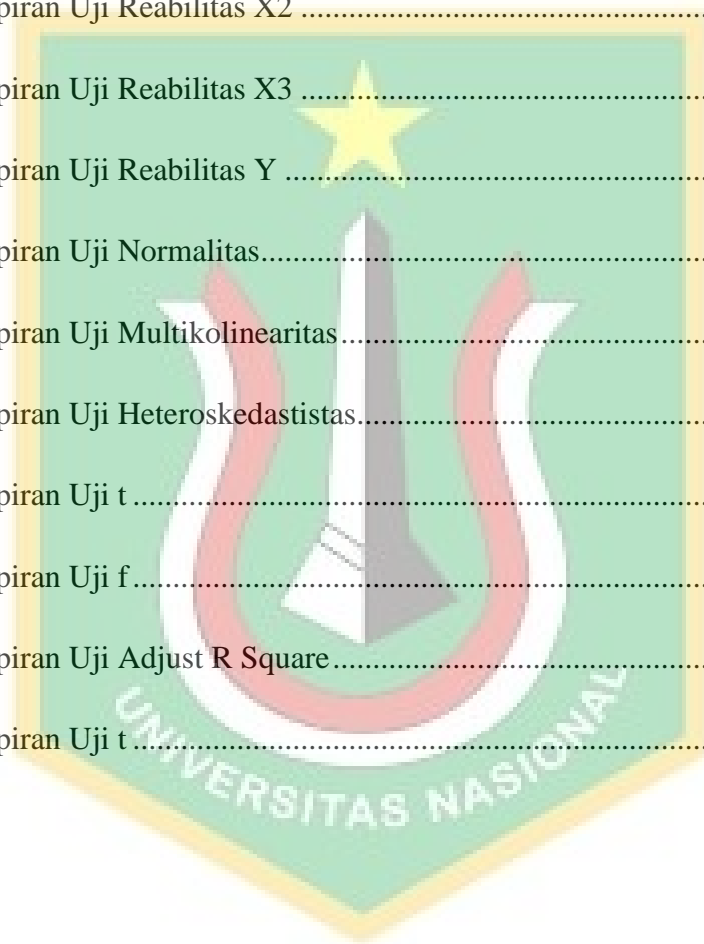 piran Uji Reabilitas X2 ..................................................
piran Uji Reabilitas X3 ..................................................
piran Uji Reabilitas Y ....................................................
piran Uji Normalitas.......................................................
piran Uji Multikolinearitas.............................................
piran Uji Heteroskedastistas...........................................
piran Uji t .......................................................................
piran Uji f .......................................................................
piran Uji Adjust R Square..............................................
piran Uji t .......................................................................
UNIVERSITAS NASIONAL